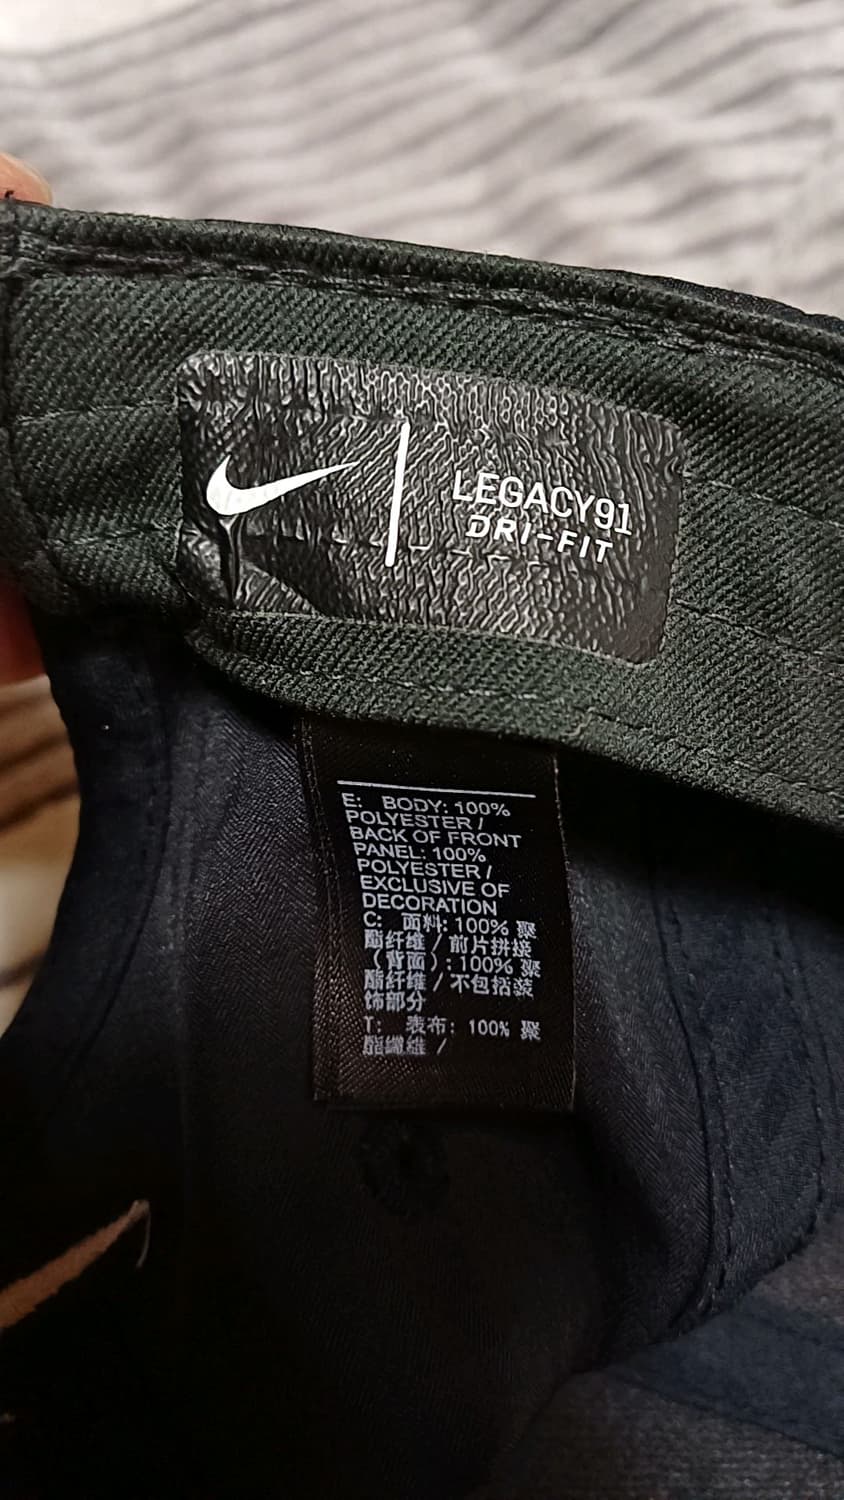 LEGACY91
DRI-FIT
E: BODY: 100%
POLYESTER /
BACK OF FRONT
PANEL: 100%
POLYESTER /
EXCLUSIVE OF
DECORATION
C: 面料: 100% 聚
酯纤维 / 前片拼接
（背面）: 100% 聚
酯纤维 / 不包括装
饰部分
T: 表布: 100% 聚
酯纖維 /